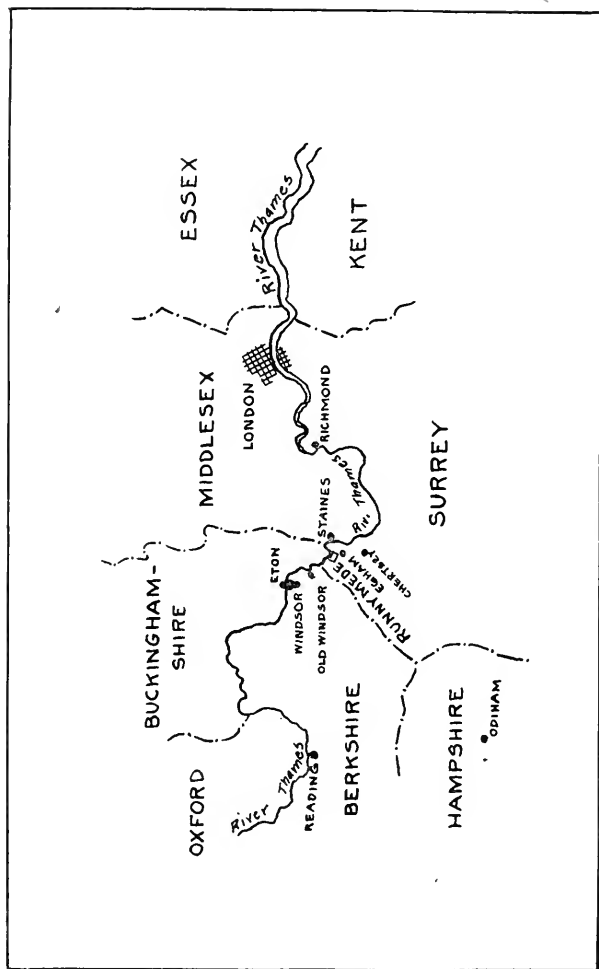 ESSEX
River Thames
KENT
MIDDLESEX
LONDON
RICHMOND
STAINES
Riv. Thames
SURREY
BUCKINGHAM-
SHIRE
ETON
WINDSOR
OLD WINDSOR
RUNNYMEDE
EGHAM
CHERTSEY
OXFORD
River Thames
READING
BERKSHIRE
HAMPSHIRE
ODIHAM